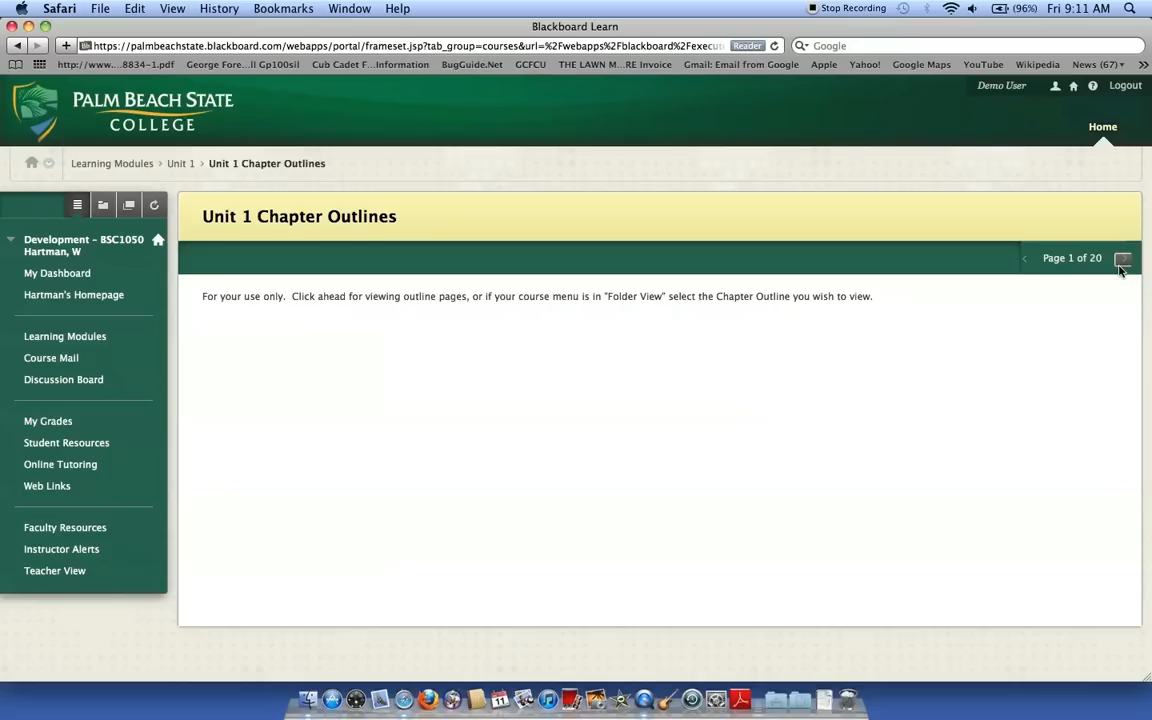 Safari File Edit View History Bookmarks Window Help Stop Recording (96%) Fri 9:11 AM
Blackboard Learn
https://palmbeachstate.blackboard.com/webapps/portal/frameset.jsp?tab_group=courses&url=%2Fwebapps%2Fblackboard%2Fexecut Reader Google
http://www....8834-1.pdf George Fore...ll Gp100sil Cub Cadet F...Information BugGuide.Net GCFCU THE LAWN M...RE Invoice Gmail: Email from Google Apple Yahoo! Google Maps YouTube Wikipedia News (67)
PALM BEACH STATE
COLLEGE
Demo User Logout
Home
Learning Modules > Unit 1 > Unit 1 Chapter Outlines
Development - BSC1050
Hartman, W
My Dashboard
Hartman's Homepage
Learning Modules
Course Mail
Discussion Board
My Grades
Student Resources
Online Tutoring
Web Links
Faculty Resources
Instructor Alerts
Teacher View
Unit 1 Chapter Outlines
Page 1 of 20
For your use only. Click ahead for viewing outline pages, or if your course menu is in "Folder View" select the Chapter Outline you wish to view.